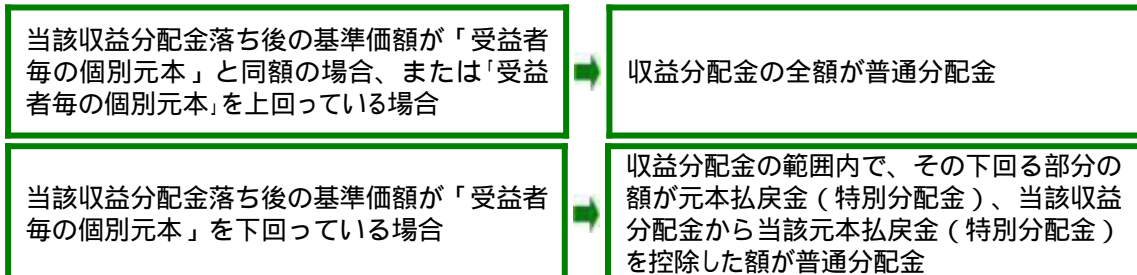 当該収益分配金落ち後の基準価額が「受益者
毎の個別元本」と同額の場合、または「受益
者毎の個別元本」を上回っている場合
収益分配金の全額が普通分配金
当該収益分配金落ち後の基準価額が「受益者
毎の個別元本」を下回っている場合
収益分配金の範囲内で、その下回る部分の
額が元本払戻金(特別分配金)、当該収益
分配金から当該元本払戻金(特別分配金)
を控除した額が普通分配金